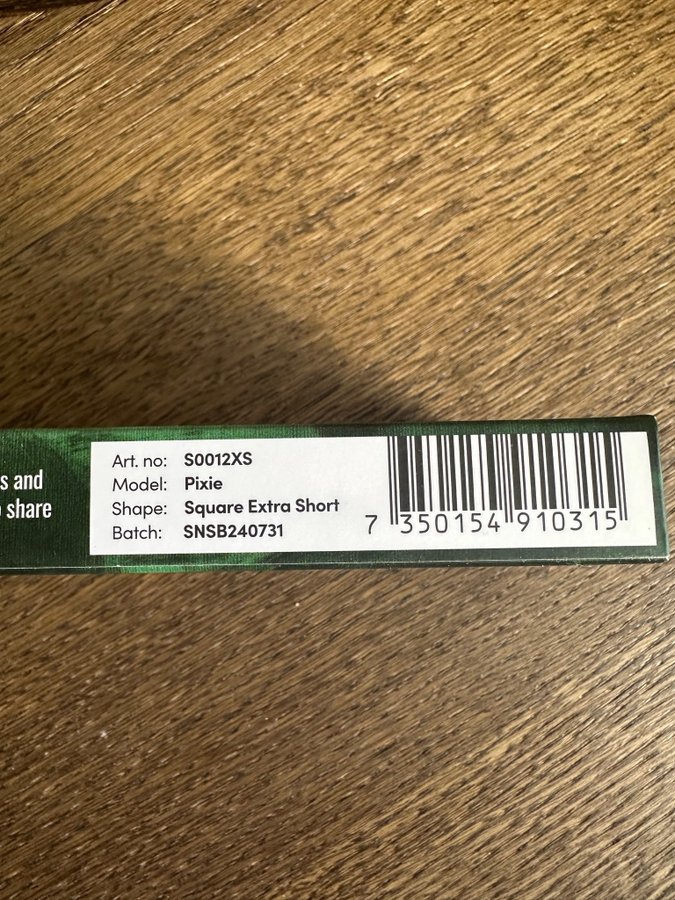 s and
share
Art. no: S0012XS
Model: Pixie
Shape: Square Extra Short
Batch: SNSB240731
7 350154 910315